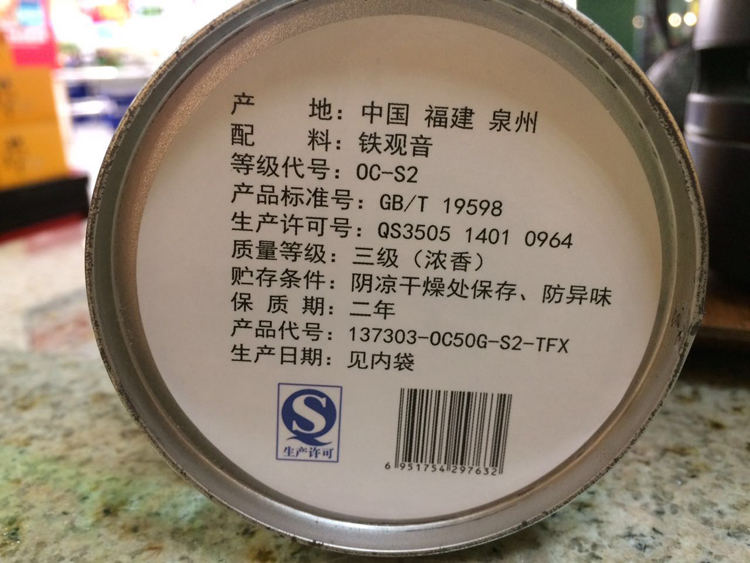 产 地：中国 福建 泉州
配 料：铁观音
等级代号：OC-S2
产品标准号：GB/T 19598
生产许可号：QS3505 1401 0964
质量等级：三级（浓香）
贮存条件：阴凉干燥处保存、防异味
保 质 期：二年
产品代号：137303-OC50G-S2-TFX
生产日期：见内袋
QS
生产许可
6 951754 297632